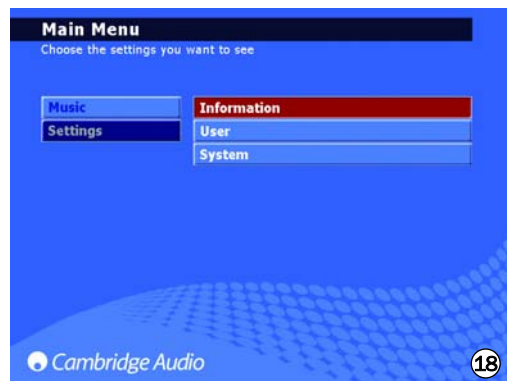 Main Menu
Choose the settings you want to see
Music
Settings
Information
User
System
Cambridge Audio
18